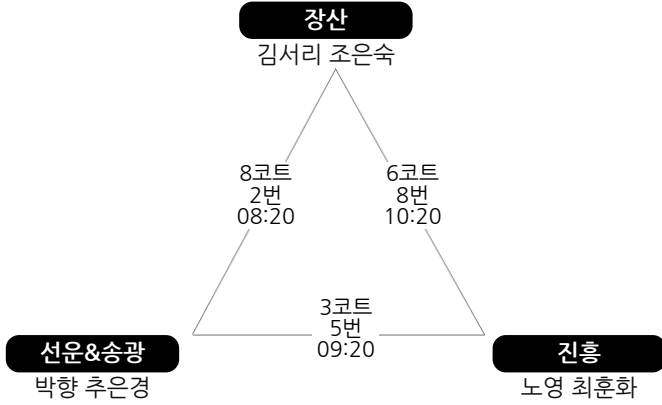 장산
김서리 조은숙
8코트
2번
08:20
6코트
8번
10:20
3코트
5번
09:20
선운&송광
박향 추은경
진흥
노영 최훈화